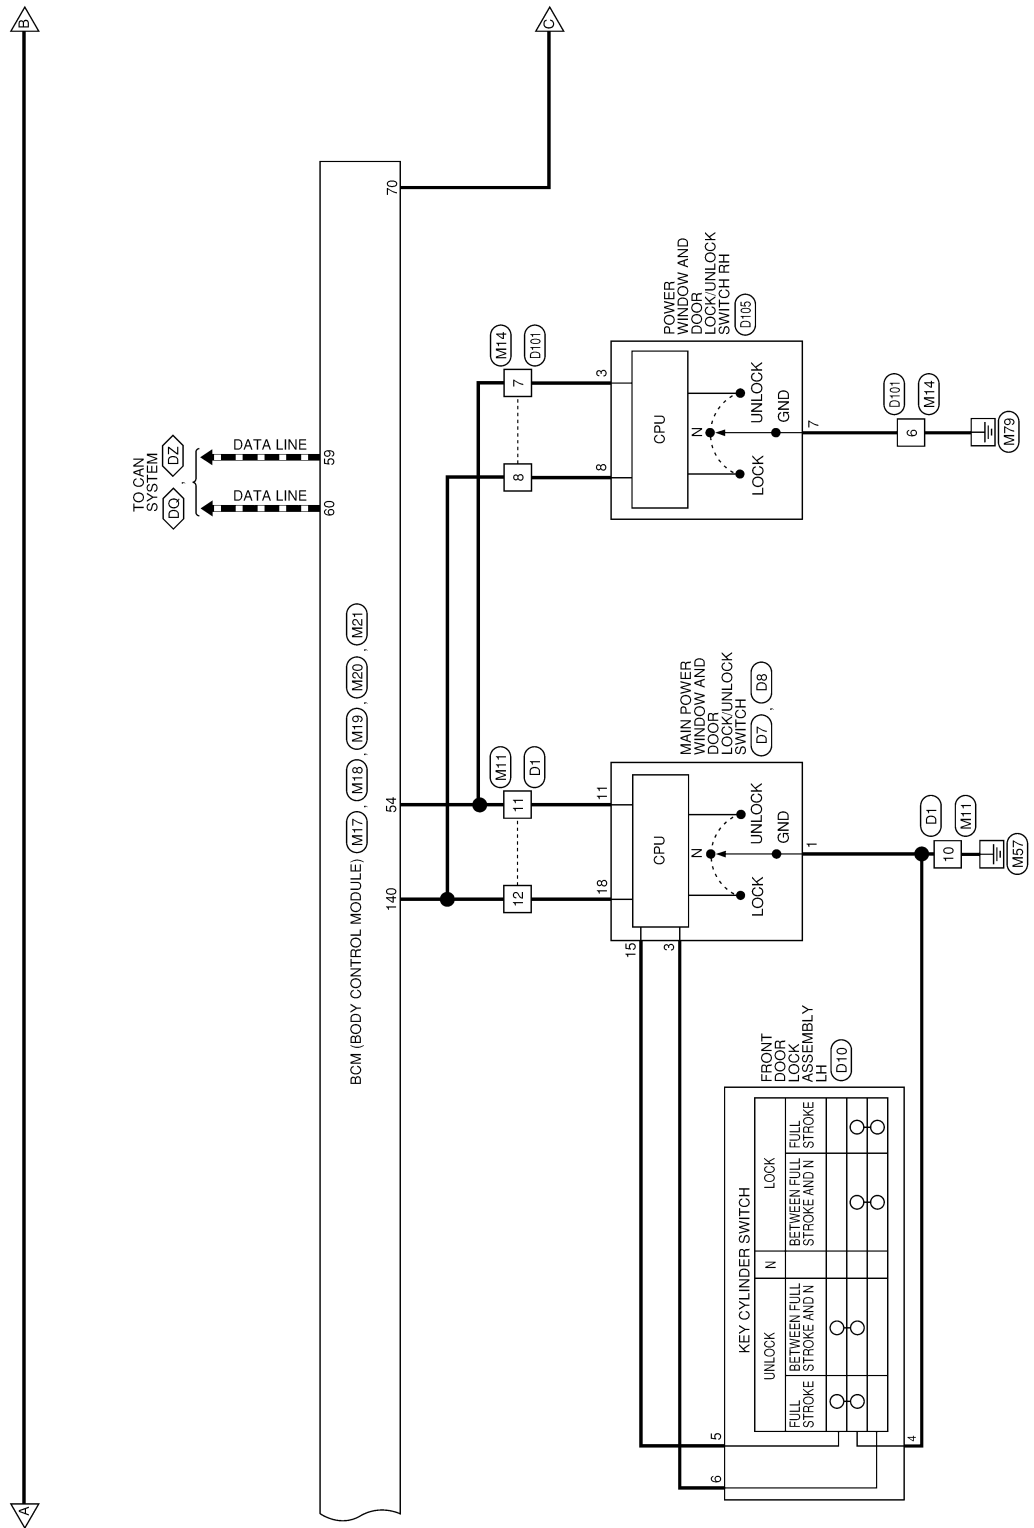 A
B
TO CAN
SYSTEM
DQ , DZ
DATA LINE
DATA LINE
60
59
BCM (BODY CONTROL MODULE) M17 , M18 , M19 , M20 , M21
140
54
70
C
12
11
M11
D1
8
7
M14
D101
18
11
8
3
MAIN POWER
WINDOW AND
DOOR
LOCK/UNLOCK
SWITCH
D7 , D8
15
3
CPU
N
LOCK
UNLOCK
GND
1
POWER
WINDOW AND
DOOR
LOCK/UNLOCK
SWITCH RH
D105
CPU
N
LOCK
UNLOCK
GND
7
FRONT
DOOR
LOCK
ASSEMBLY
LH
D10
KEY CYLINDER SWITCH
UNLOCK
N
LOCK
FULL
STROKE
BETWEEN FULL
STROKE AND N
BETWEEN FULL
STROKE AND N
FULL
STROKE
6
5
4
10
D1
M11
M57
6
D101
M14
M79